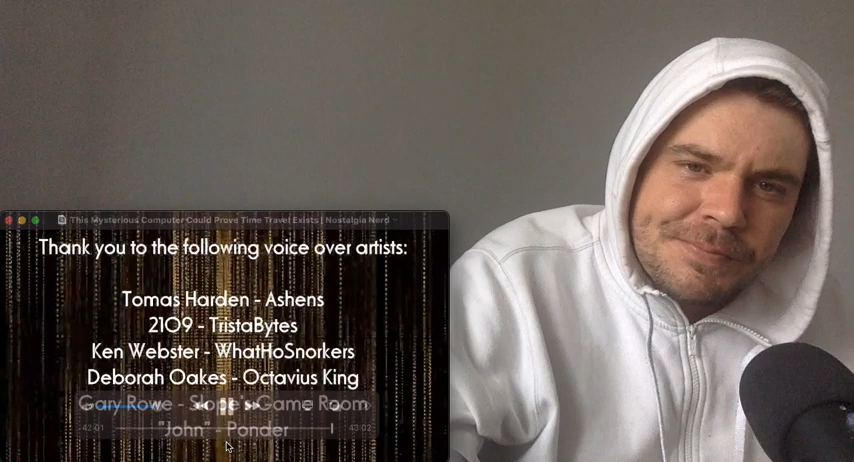 This Mysterious Computer Could Prove Time Travel Exists | Nostalgia Nerd
Thank you to the following voice over artists:
Tomas Harden - Ashens
2109 - TristaBytes
Ken Webster - WhatHoSnorkers
Deborah Oakes - Octavius King
Gary Rowe - Slope's Game Room
42:01
43:02
"John" - Ponder